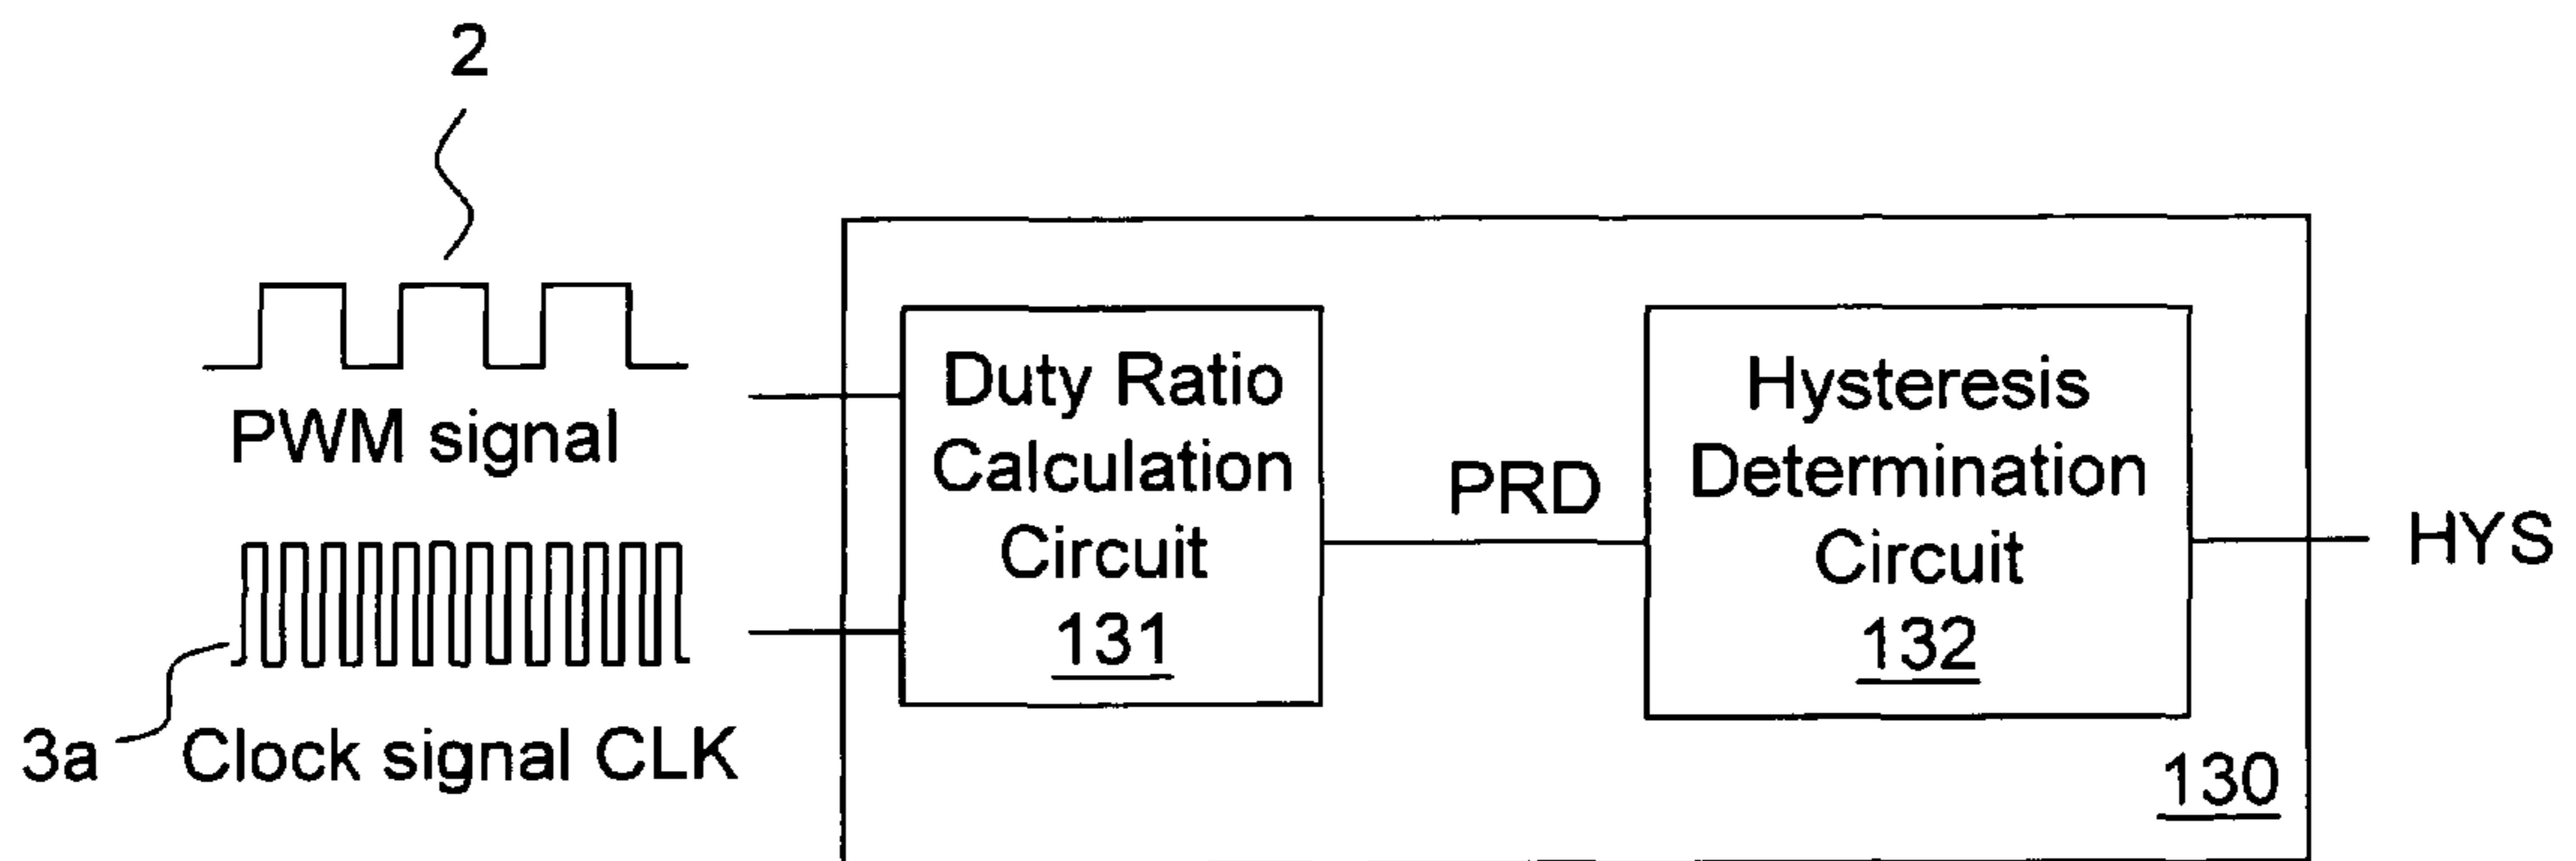 2
PWM signal
3a
Clock signal CLK
Duty Ratio
Calculation
Circuit
131
PRD
Hysteresis
Determination
Circuit
132
HYS
130